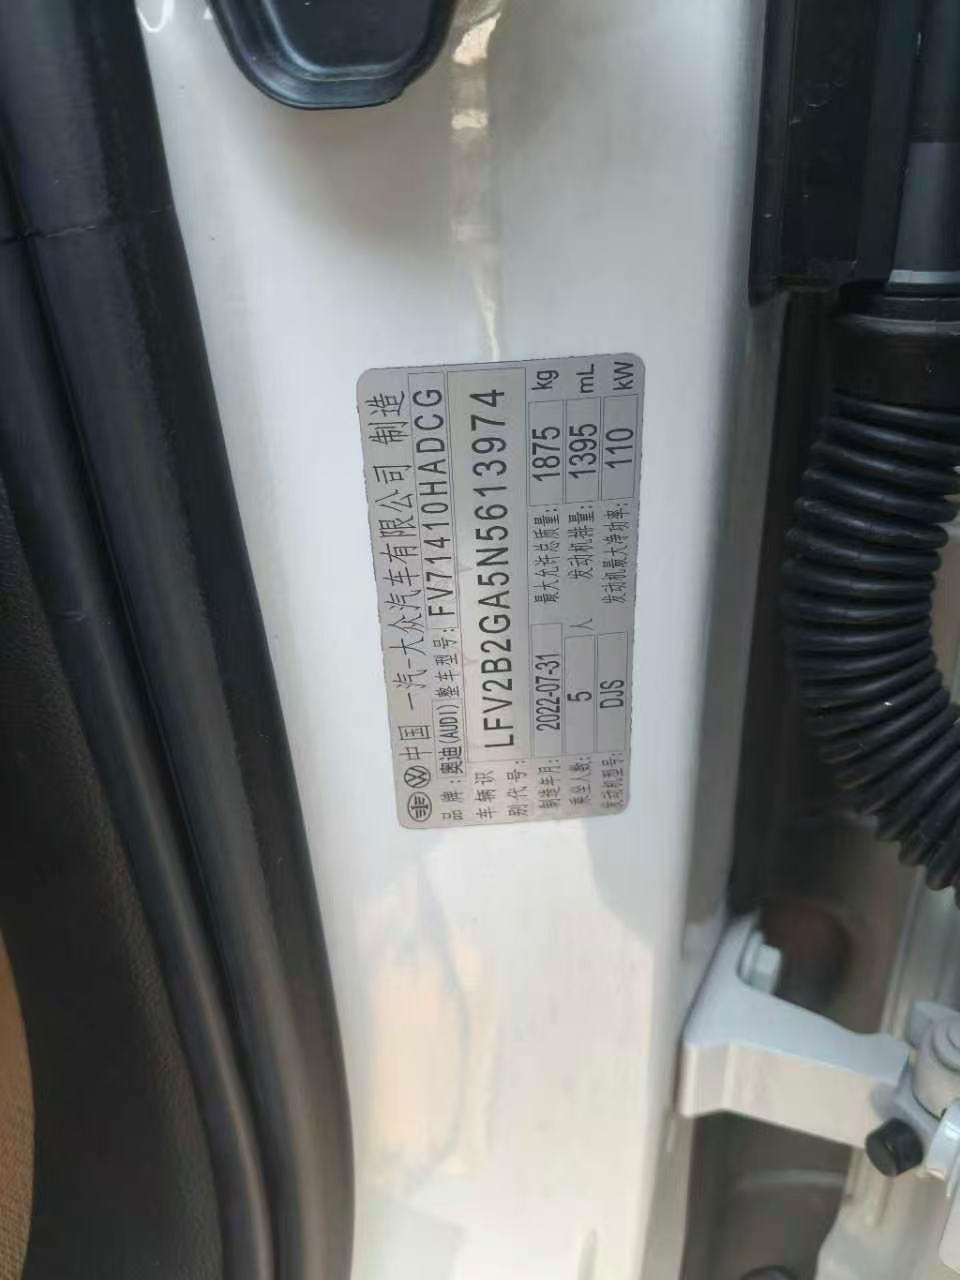 中国 一汽-大众汽车有限公司 制造
品牌：奥迪(AUDI) 整车型号：FV71410HADCG
车辆识别代号：LFV2B2GA5N5613974
制造年月：2022-07-31 最大允许总质量：1875 kg
乘坐人数：5 人 发动机排量：1395 mL
发动机型号：DJS 发动机最大净功率：110 kW